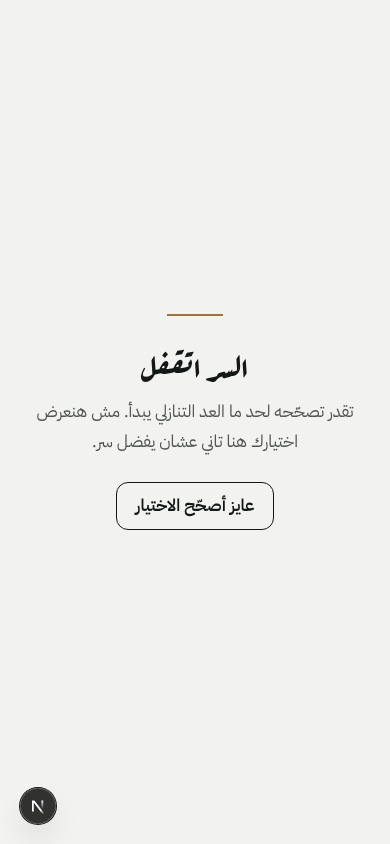 السر اتقفل
تقدر تصحّحه لحد ما العد التنازلي يبدأ. مش هنعرض
اختيارك هنا تاني عشان يفضل سر.
عايز أصحّح الاختيار
N